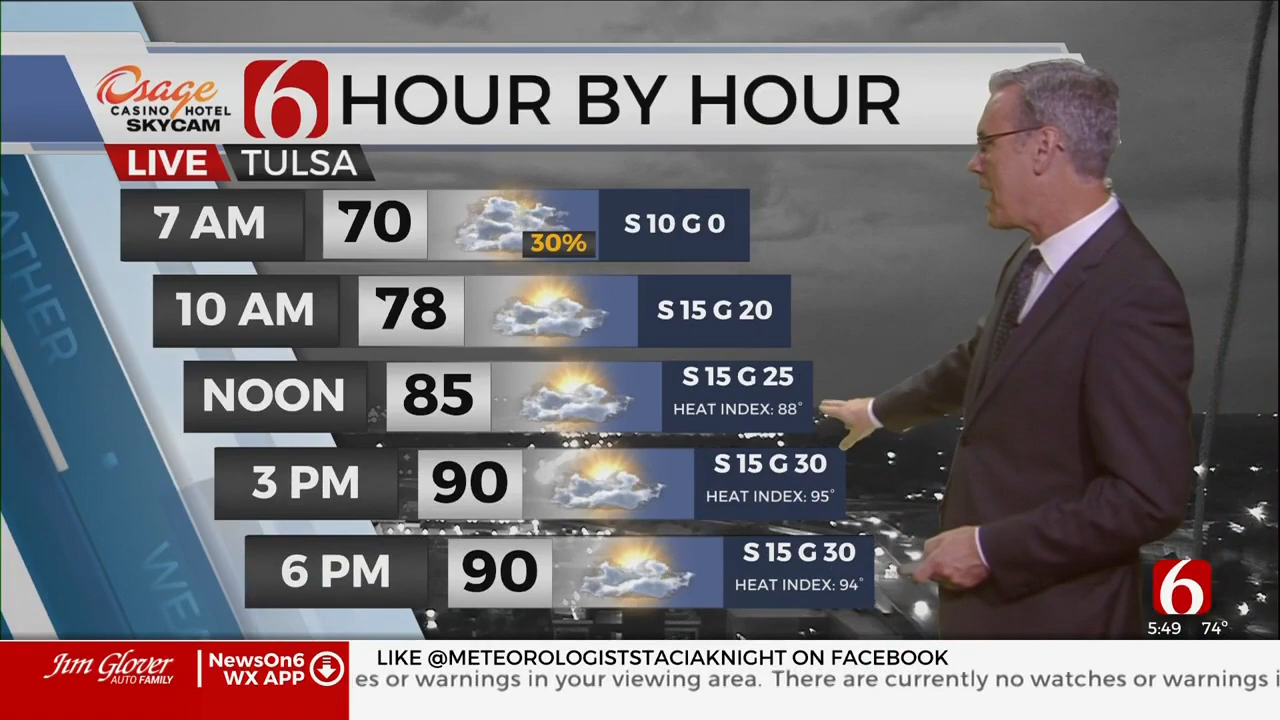 Osage
CASINO HOTEL
SKYCAM
6 HOUR BY HOUR
LIVE TULSA
7 AM 70 30% S 10 G 0
10 AM 78 S 15 G 20
NOON 85 S 15 G 25
HEAT INDEX: 88°
3 PM 90 S 15 G 30
HEAT INDEX: 95°
6 PM 90 S 15 G 30
HEAT INDEX: 94°
6
5:49 74°
Jim Glover
AUTO FAMILY
NewsOn6
WX APP
LIKE @METEOROLOGISTSTACIAKNIGHT ON FACEBOOK
es or warnings in your viewing area. There are currently no watches or warnings i
EATHER
WEA